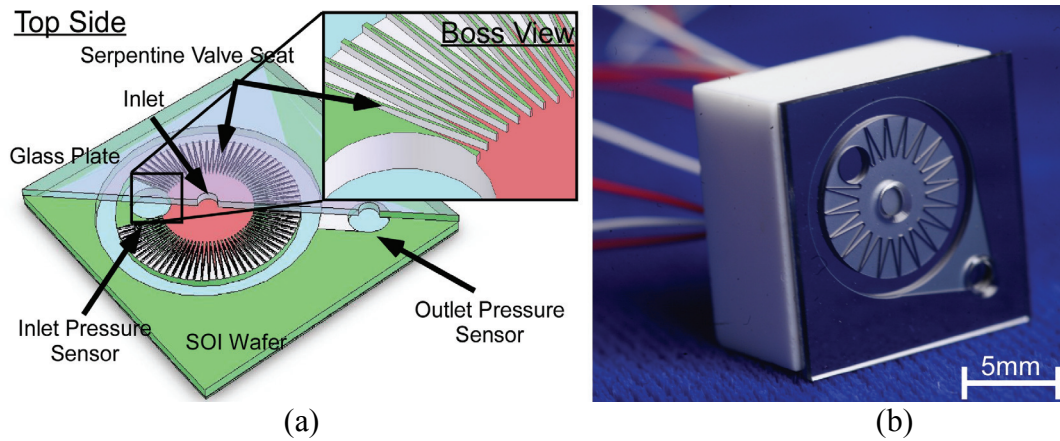 Top Side
Boss View
Serpentine Valve Seat
Inlet
Glass Plate
Inlet Pressure
Sensor
SOI Wafer
Outlet Pressure
Sensor
5mm
(a)
(b)